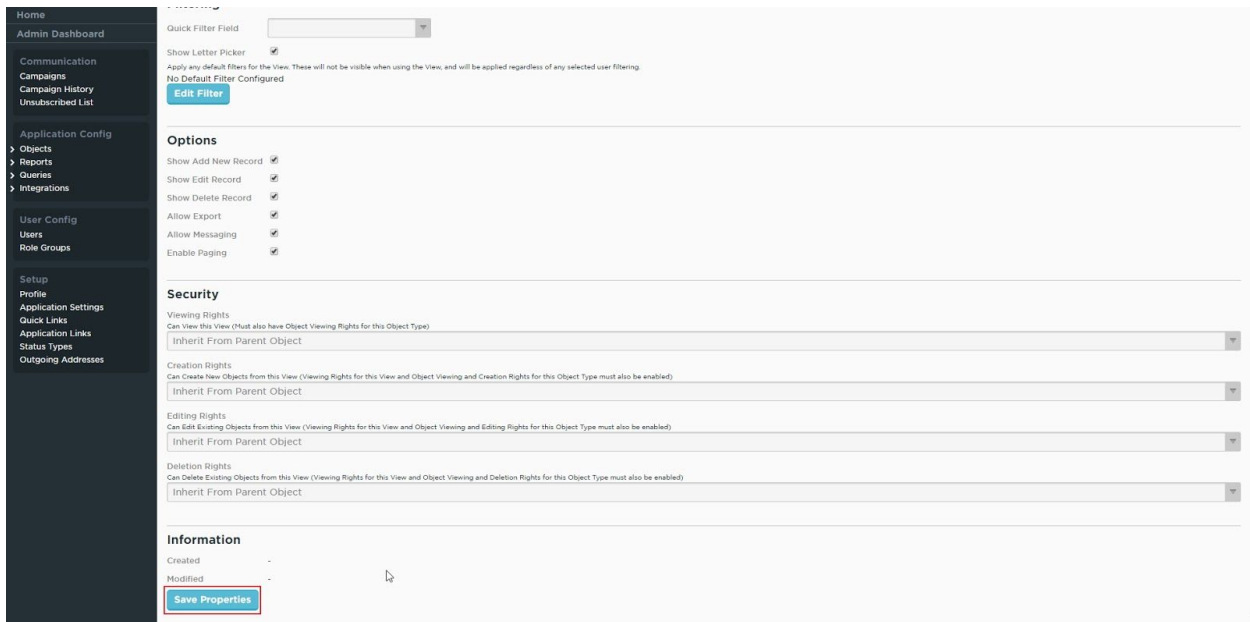 Home
Admin Dashboard
Communication
Campaigns
Campaign History
Unsubscribed List
Application Config
Objects
Reports
Queries
Integrations
User Config
Users
Role Groups
Setup
Profile
Application Settings
Quick Links
Application Links
Status Types
Outgoing Addresses
Quick Filter Field
Show Letter Picker
Apply any default filters for the View. These will not be visible when using the View, and will be applied regardless of any selected user filtering.
No Default Filter Configured
Edit Filter
Options
Show Add New Record
Show Edit Record
Show Delete Record
Allow Export
Allow Messaging
Enable Paging
Security
Viewing Rights
Can View this View (Must also have Object Viewing Rights for this Object Type)
Inherit From Parent Object
Creation Rights
Can Create New Objects from this View (Viewing Rights for this View and Object Viewing and Creation Rights for this Object Type must also be enabled)
Inherit From Parent Object
Editing Rights
Can Edit Existing Objects from this View (Viewing Rights for this View and Object Viewing and Editing Rights for this Object Type must also be enabled)
Inherit From Parent Object
Deletion Rights
Can Delete Existing Objects from this View (Viewing Rights for this View and Object Viewing and Deletion Rights for this Object Type must also be enabled)
Inherit From Parent Object
Information
Created -
Modified -
Save Properties